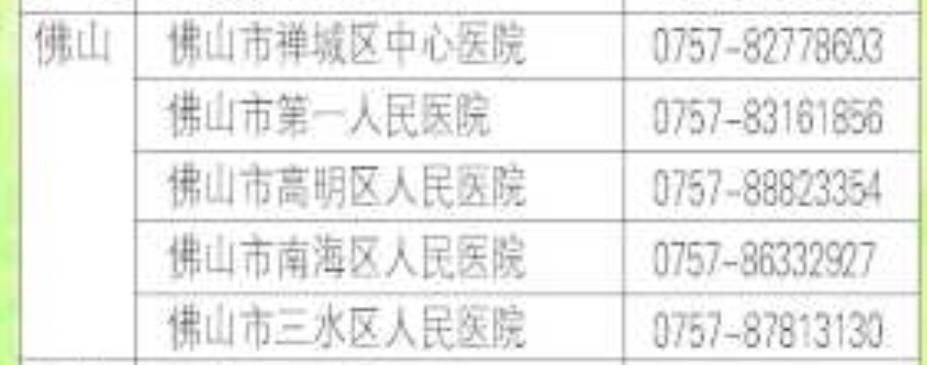 佛山 佛山市禅城区中心医院 0757-82778603
佛山市第一人民医院 0757-83161856
佛山市高明区人民医院 0757-88823354
佛山市南海区人民医院 0757-86332927
佛山市三水区人民医院 0757-87813130